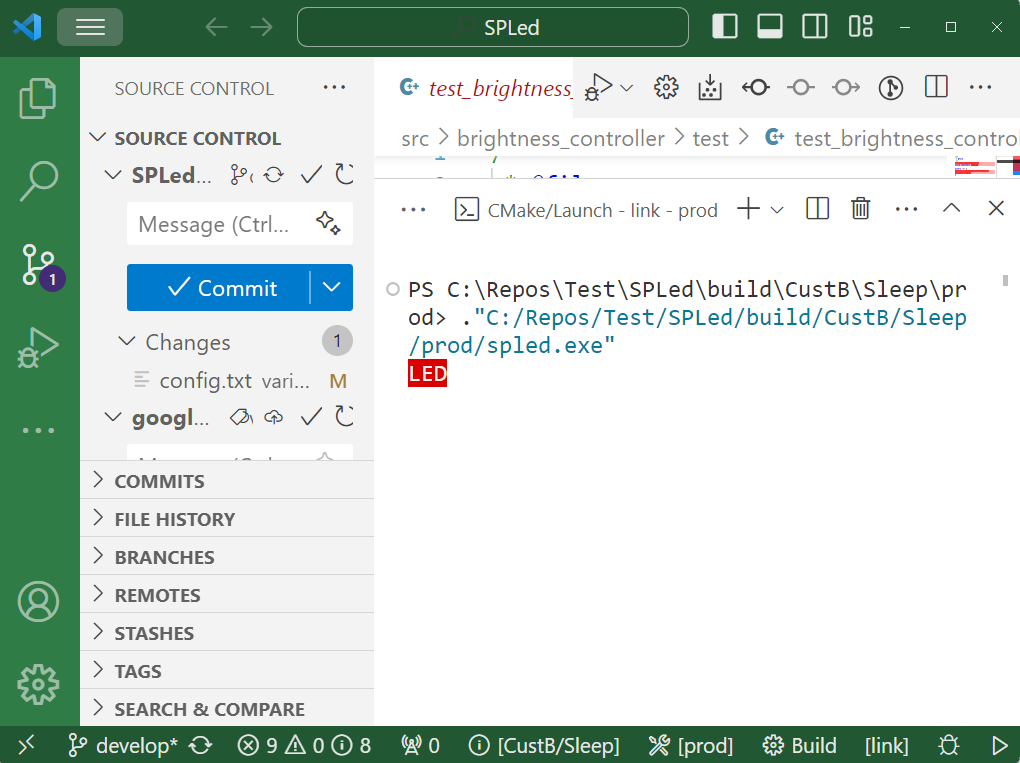 SPLed
SOURCE CONTROL
SOURCE CONTROL
SPLed...
Message (Ctrl...
Commit
Changes 1
config.txt vari... M
googl...
COMMITS
FILE HISTORY
BRANCHES
REMOTES
STASHES
TAGS
SEARCH & COMPARE
1
test_brightness_
src > brightness_controller > test > test_brightness_contro
CMake/Launch - link - prod
PS C:\Repos\Test\SPLed\build\CustB\Sleep\pr
od> ."C:/Repos/Test/SPLed/build/CustB/Sleep
/prod/spled.exe"
LED
develop* 9 0 8 0 [CustB/Sleep] [prod] Build [link]